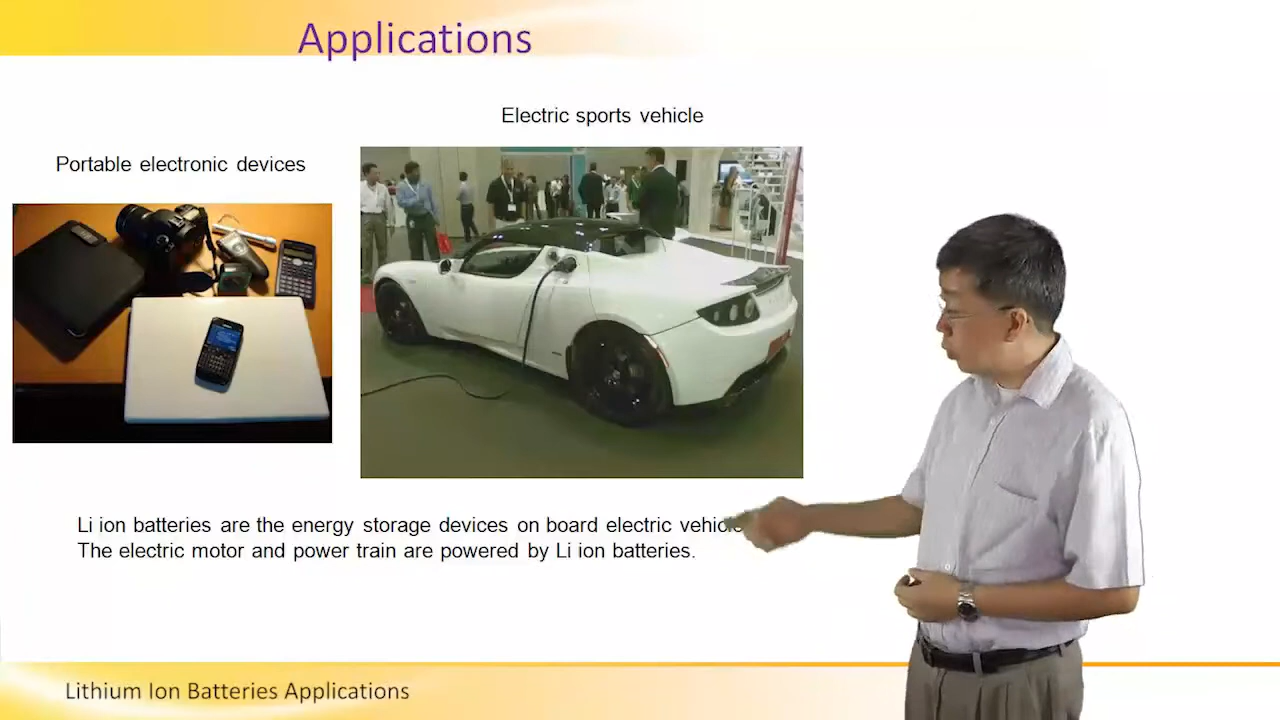 Applications
Electric sports vehicle
Portable electronic devices
Li ion batteries are the energy storage devices on board electric
The electric motor and power train are powered by Li ion batteries.
Lithium Ion Batteries Applications